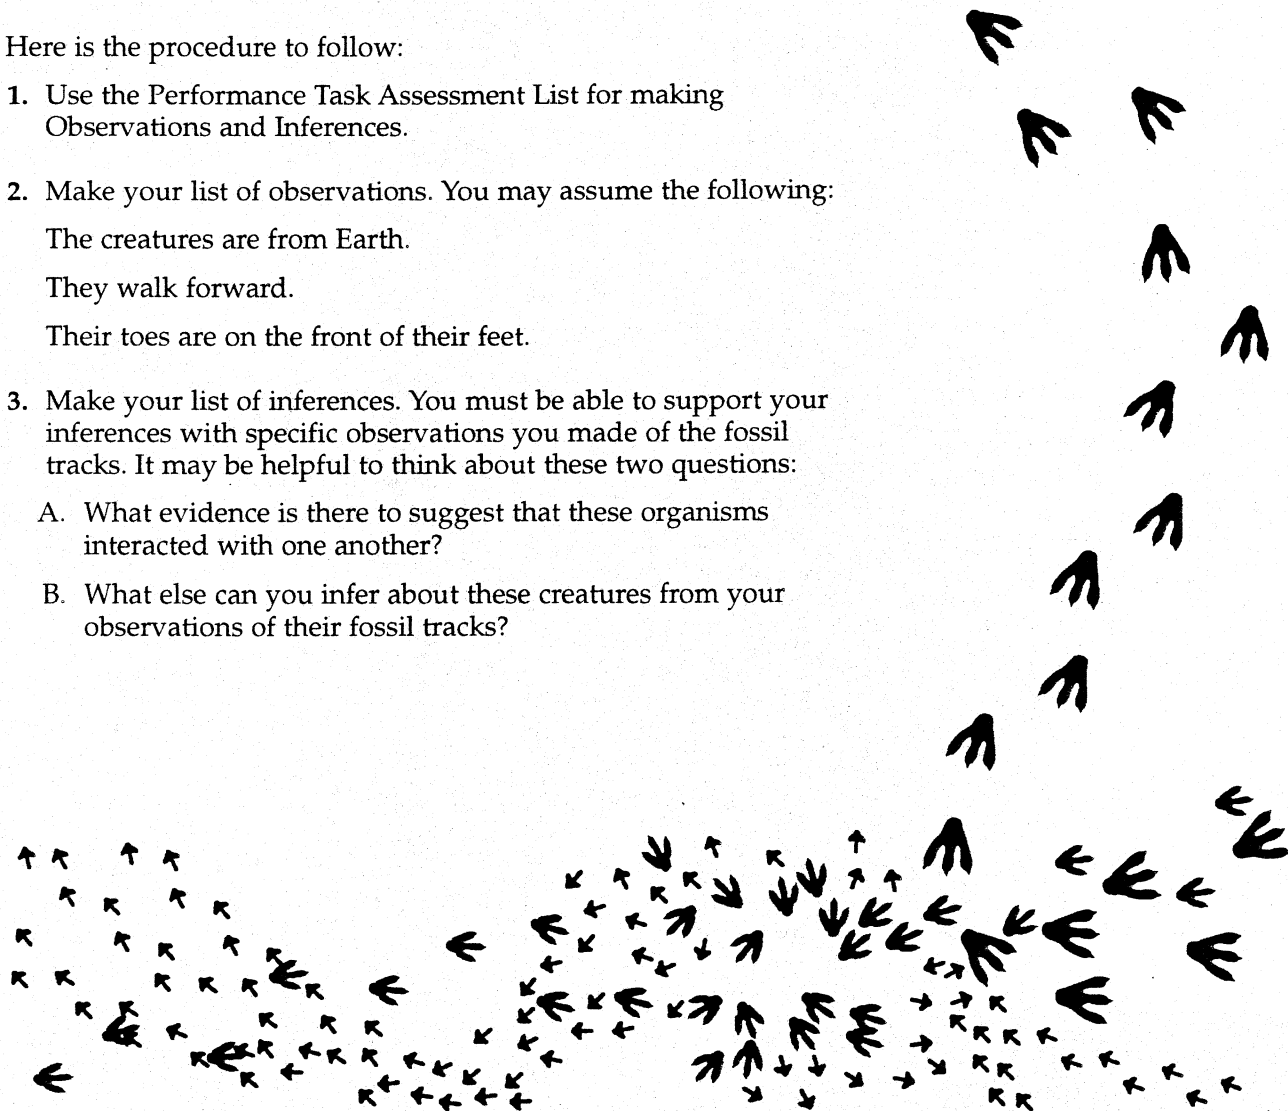 Here is the procedure to follow:
1. Use the Performance Task Assessment List for making
Observations and Inferences.
2. Make your list of observations. You may assume the following:
The creatures are from Earth.
They walk forward.
Their toes are on the front of their feet.
3. Make your list of inferences. You must be able to support your
inferences with specific observations you made of the fossil
tracks. It may be helpful to think about these two questions:
A. What evidence is there to suggest that these organisms
interacted with one another?
B. What else can you infer about these creatures from your
observations of their fossil tracks?